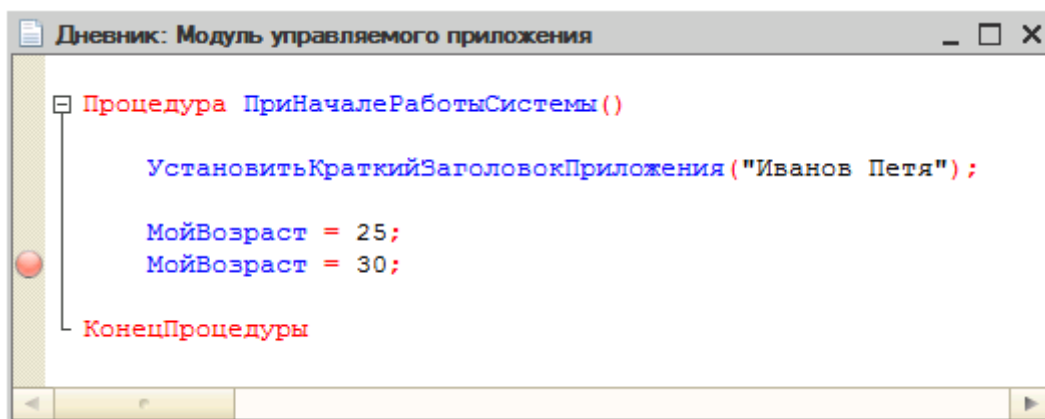 Дневник: Модуль управляемого приложения
Процедура ПриНачалеРаботыСистемы()
УстановитьКраткийЗаголовокПриложения("Иванов Петя");
МойВозраст = 25;
МойВозраст = 30;
КонецПроцедуры